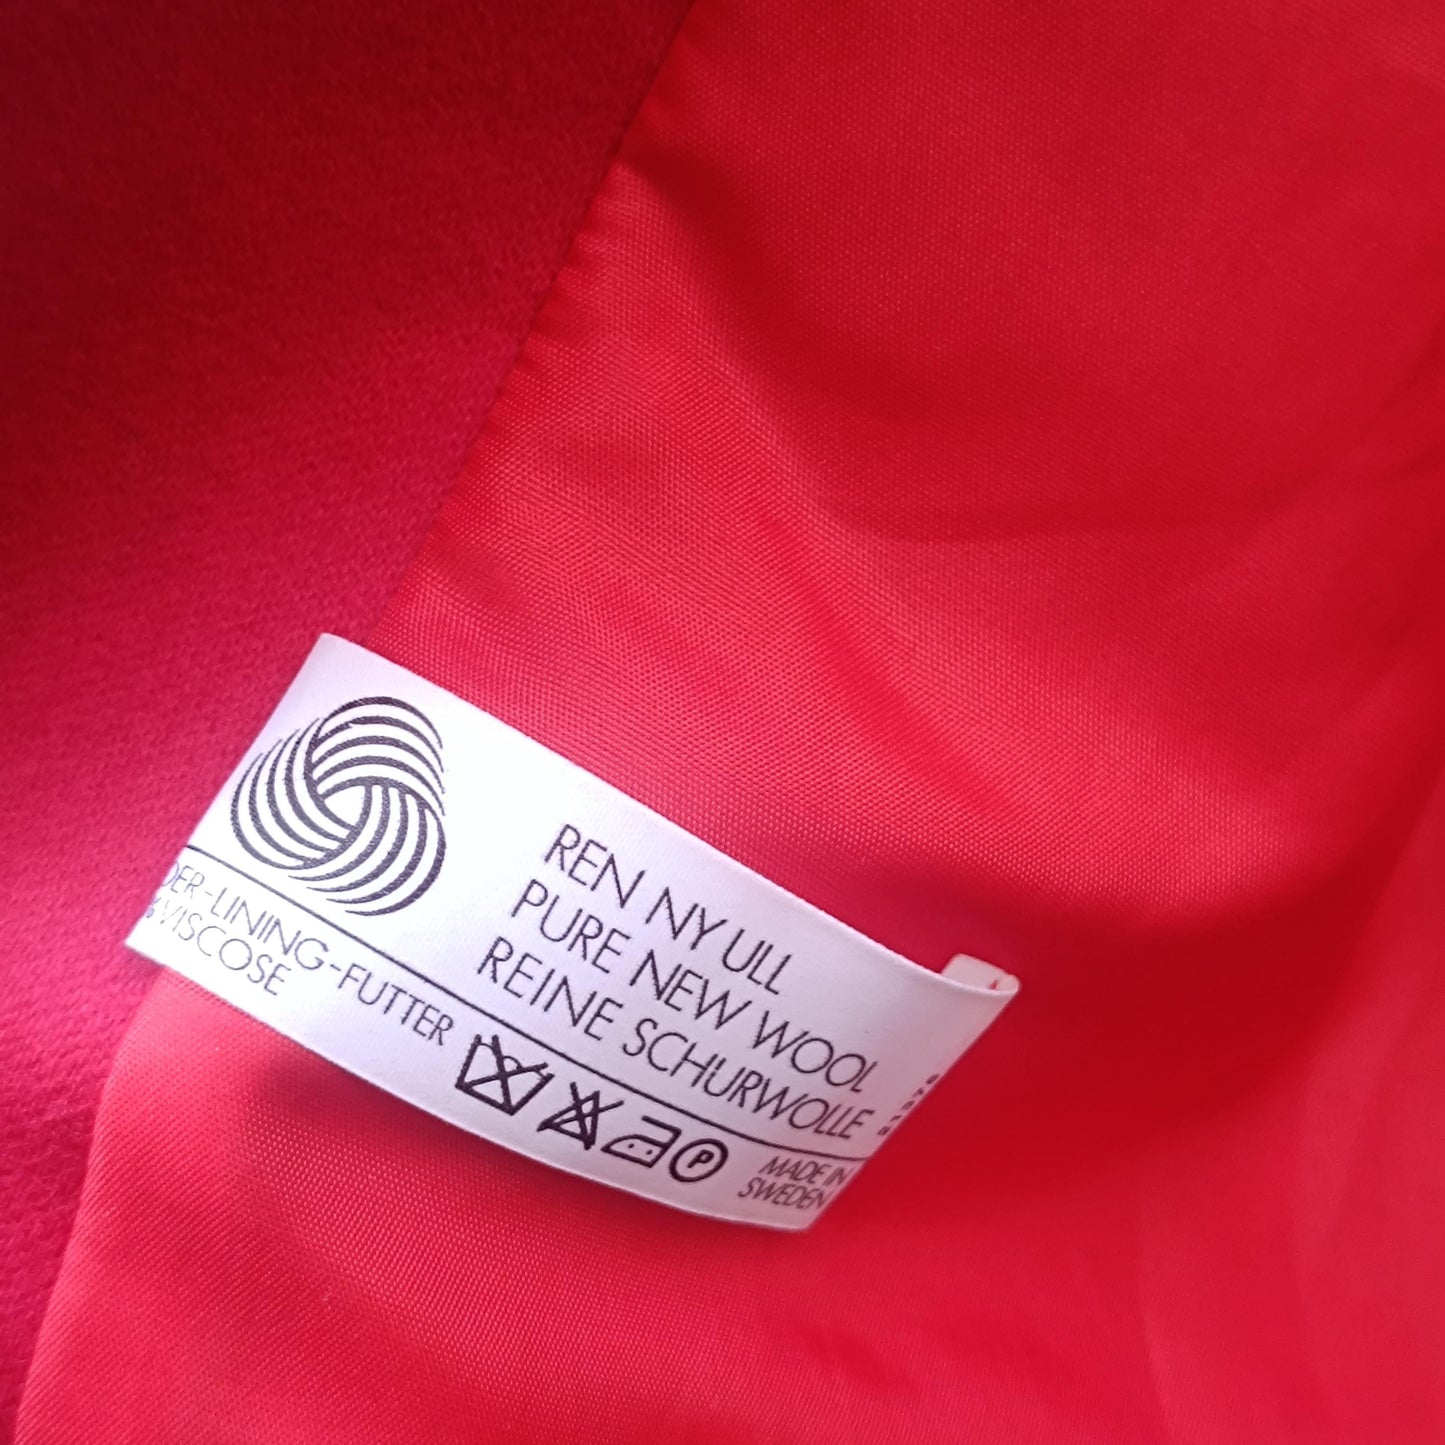 REN NY ULL
PURE NEW WOOL
REINE SCHURWOLLE
DER-LINING-FUTTER
% VISCOSE
P
MADE IN
SWEDEN